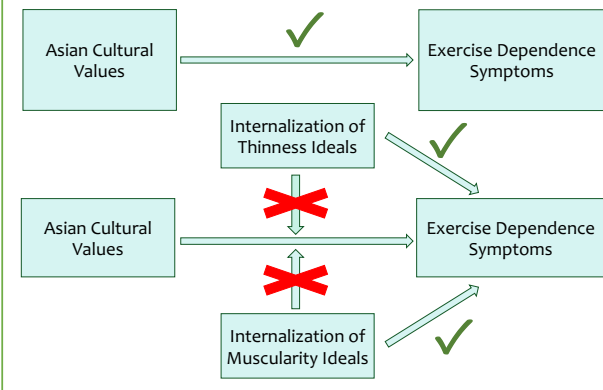 Asian Cultural
Values
Exercise Dependence
Symptoms
Internalization of
Thinness Ideals
Asian Cultural
Values
Exercise Dependence
Symptoms
Internalization of
Muscularity Ideals